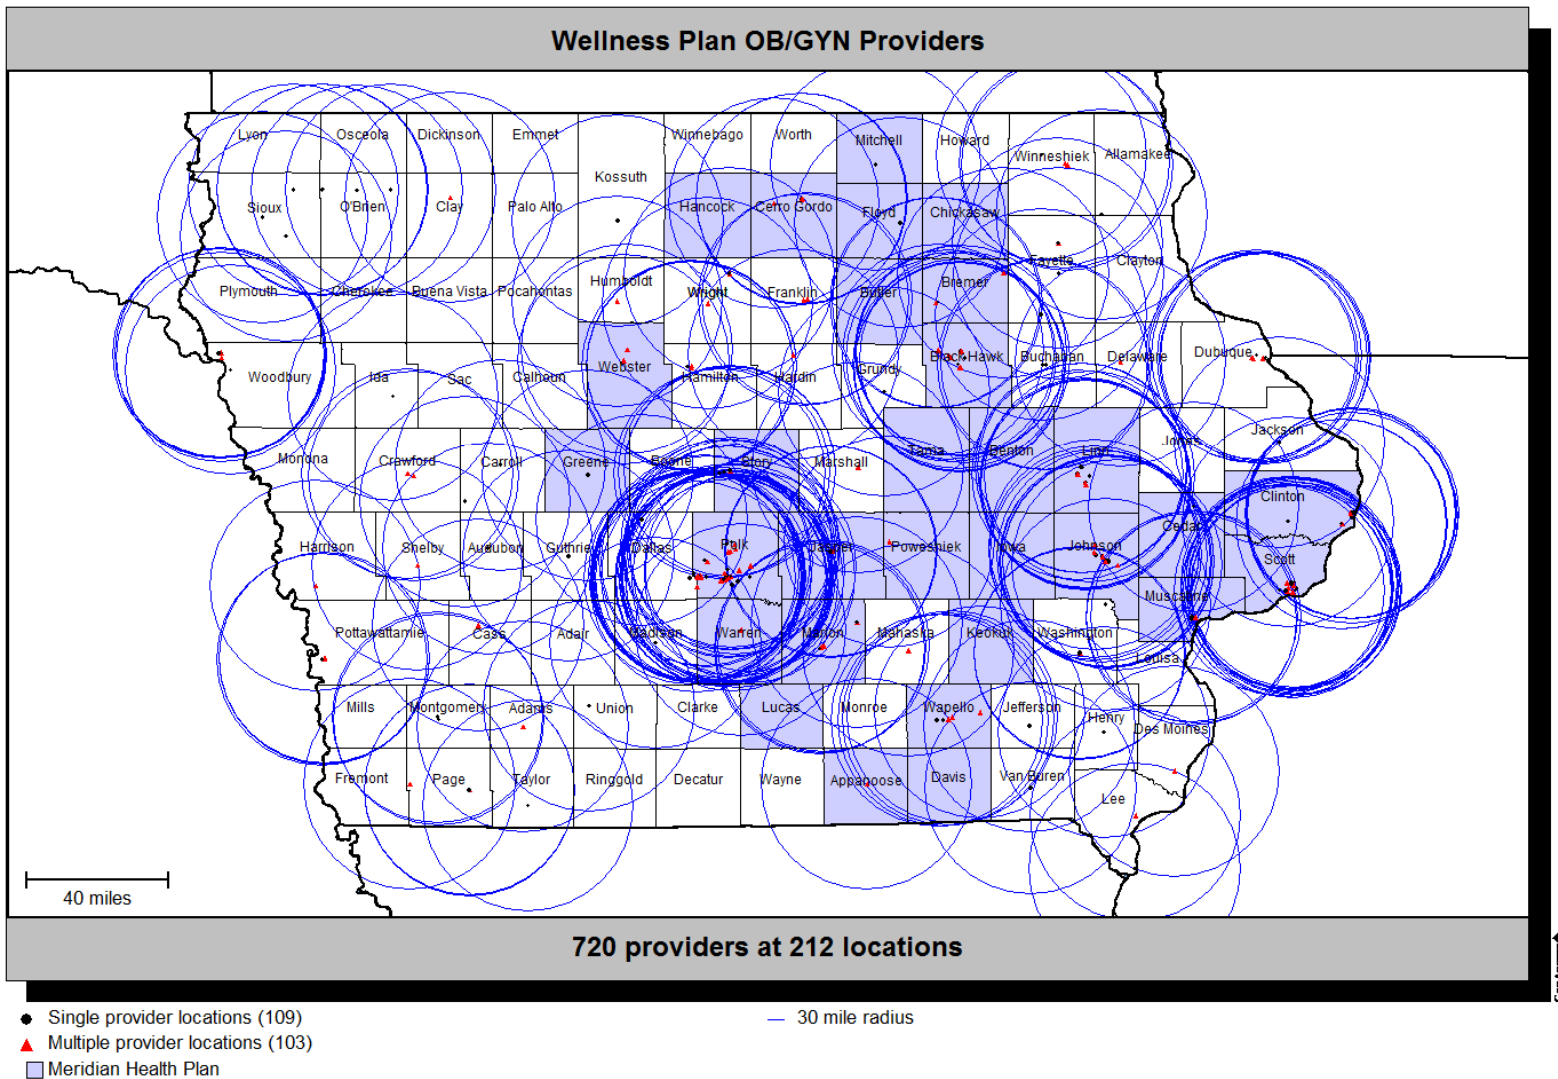 Wellness Plan OB/GYN Providers
Lyon Osceola Dickinson Emmet Winnebago Worth Mitchell Howard Winneshiek Allamakee
Kossuth
Sioux O'Brien Clay Palo Alto Hancock Cerro Gordo Floyd Chickasaw
Fayette Clayton
Plymouth Cherokee Buena Vista Pocahontas Humboldt Wright Franklin Butler Bremer
Woodbury Ida Sac Calhoun Webster Hamilton Hardin Grundy Black Hawk Buchanan Delaware Dubuque
Monona Crawford Carroll Greene Boone Story Marshall Tama Benton Linn Jones Jackson
Clinton
Cedar
Harrison Shelby Audubon Guthrie Dallas Polk Jasper Poweshiek Iowa Johnson Scott
Muscatine
Pottawattamie Cass Adair Madison Warren Marion Mahaska Keokuk Washington
Louisa
Mills Montgomery Adams Union Clarke Lucas Monroe Wapello Jefferson Henry
Des Moines
Fremont Page Taylor Ringgold Decatur Wayne Appanoose Davis Van Buren
Lee
40 miles
720 providers at 212 locations
Single provider locations (109) 30 mile radius
Multiple provider locations (103)
Meridian Health Plan